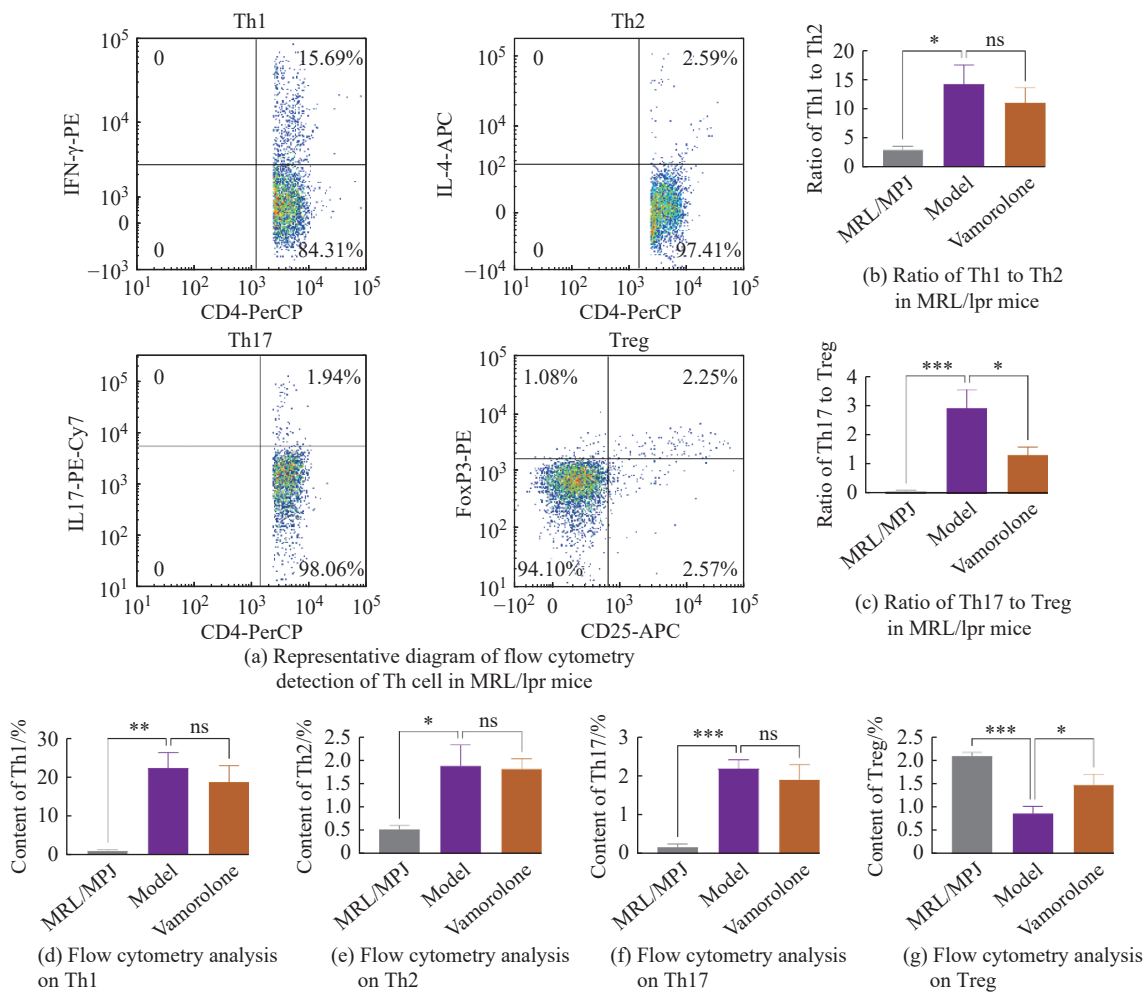 Th1
10^5
10^4
10^3
0
−10^3
IFN-γ-PE
0
15.69%
0
84.31%
10^1 10^2 10^3 10^4 10^5
CD4-PerCP
Th2
10^5
10^4
10^2
0
−10^4
IL-4-APC
0
2.59%
0
97.41%
10^1 10^2 10^3 10^4 10^5
CD4-PerCP
Ratio of Th1 to Th2
20
15
10
5
0
* ns
MRL/MPJ Model Vamorolone
(b) Ratio of Th1 to Th2
in MRL/lpr mice
Th17
10^5
10^4
10^3
10^2
10^1
IL17-PE-Cy7
0
1.94%
0
98.06%
10^1 10^2 10^3 10^4 10^5
CD4-PerCP
Treg
10^5
10^4
10^3
10^2
10^1
FoxP3-PE
1.08%
2.25%
94.10%
2.57%
−10^2 0 10^3 10^4 10^5
CD25-APC
Ratio of Th17 to Treg
4
3
2
1
0
*** *
MRL/MPJ Model Vamorolone
(c) Ratio of Th17 to Treg
in MRL/lpr mice
(a) Representative diagram of flow cytometry
detection of Th cell in MRL/lpr mice
Content of Th1/%
30
20
10
0
** ns
MRL/MPJ Model Vamorolone
(d) Flow cytometry analysis
on Th1
Content of Th2/%
2.5
2.0
1.5
1.0
0.5
0
* ns
MRL/MPJ Model Vamorolone
(e) Flow cytometry analysis
on Th2
Content of Th17/%
3
2
1
0
*** ns
MRL/MPJ Model Vamorolone
(f) Flow cytometry analysis
on Th17
Content of Treg/%
2.5
2.0
1.5
1.0
0.5
0
*** *
MRL/MPJ Model Vamorolone
(g) Flow cytometry analysis
on Treg